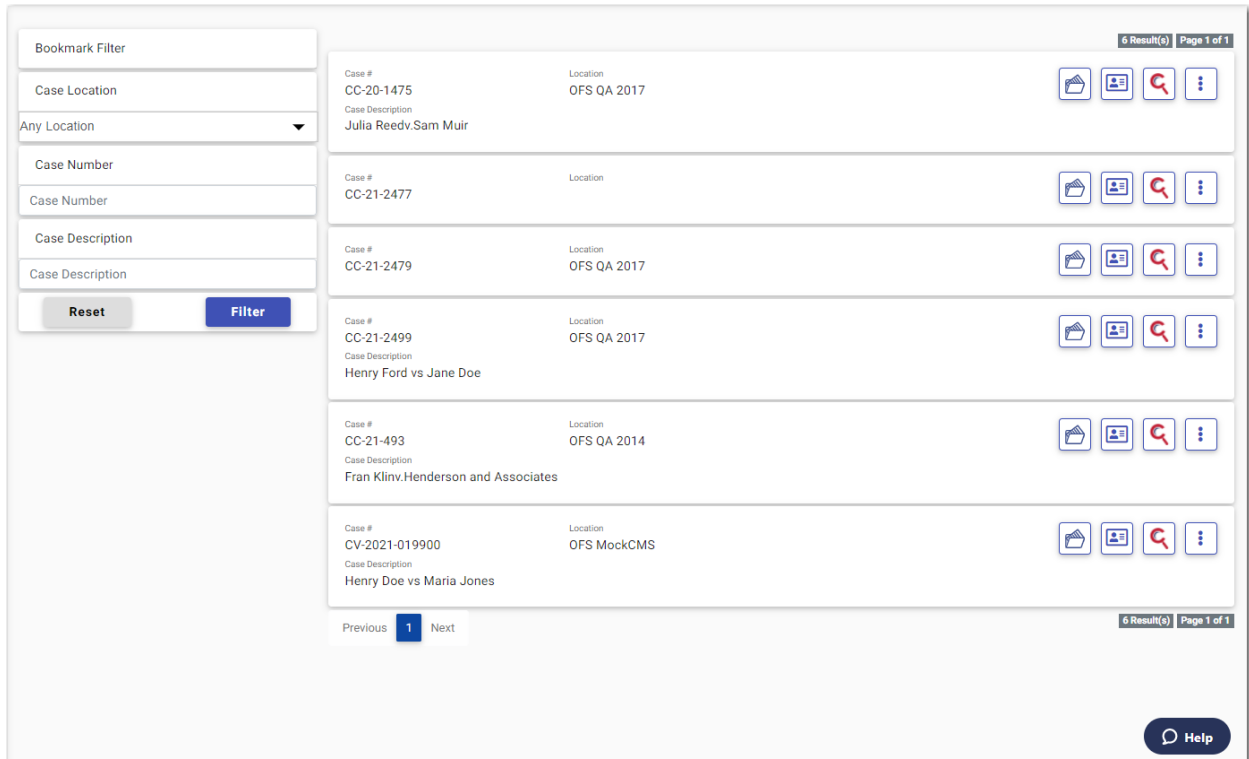 Bookmark Filter
Case Location
Any Location
Case Number
Case Number
Case Description
Case Description
Reset Filter
6 Result(s) Page 1 of 1
Case # Location
CC-20-1475 OFS QA 2017
Case Description
Julia Reedv.Sam Muir
Case # Location
CC-21-2477
Case # Location
CC-21-2479 OFS QA 2017
Case # Location
CC-21-2499 OFS QA 2017
Case Description
Henry Ford vs Jane Doe
Case # Location
CC-21-493 OFS QA 2014
Case Description
Fran Klinv.Henderson and Associates
Case # Location
CV-2021-019900 OFS MockCMS
Case Description
Henry Doe vs Maria Jones
Previous 1 Next
6 Result(s) Page 1 of 1
Help